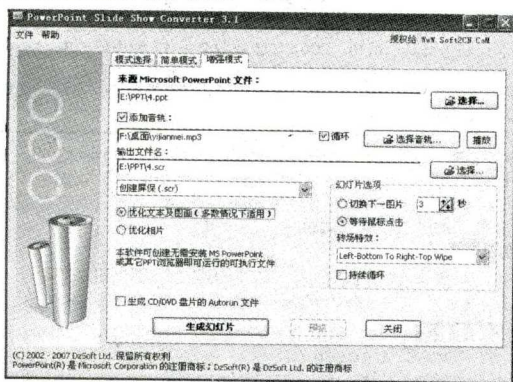 PowerPoint Slide Show Converter 3.1
文件 帮助
授权给 WwW.Soft2CN.CoM
模式选择 简单模式 增强模式
来源 Microsoft PowerPoint 文件：
E:\PPT\4.ppt 选择...
添加音轨：
F:\桌面\yijianmei.mp3 循环 选择音轨... 播放
输出文件名：
E:\PPT\4.scr 选择...
创建屏保 (.scr)
幻灯片选项
优化文本及图画 ( 多数情况下适用 )
切换下一图片 3 秒
等待鼠标点击
优化相片
转场特效：
本软件可创建无需安装 MS PowerPoint
或其它PPT浏览器即可运行的可执行文件
Left-Bottom To Right-Top Wipe
持续循环
生成 CD/DVD 盘片的 Autorun 文件
生成幻灯片 预览 关闭
(C) 2002 - 2007 DzSoft Ltd. 保留所有权利
PowerPoint(R) 是 Microsoft Corporation 的注册商标；DzSoft(R) 是 DzSoft Ltd. 的注册商标